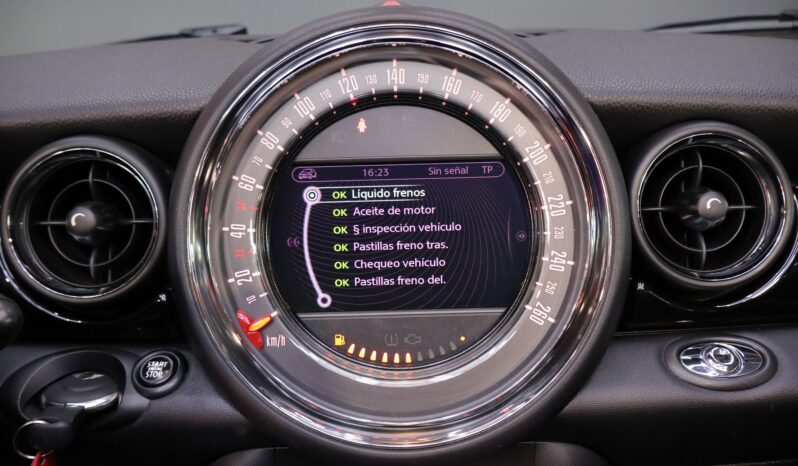 16:23 Sin señal TP
OK Líquido frenos
OK Aceite de motor
OK § inspección vehículo
OK Pastillas freno tras.
OK Chequeo vehículo
OK Pastillas freno del.
10 20 30 40 50 60 70 80 90 100 110 120 130 140 150 160 170 180 190 200 210 220 230 240 250 260
km/h
START
STOP